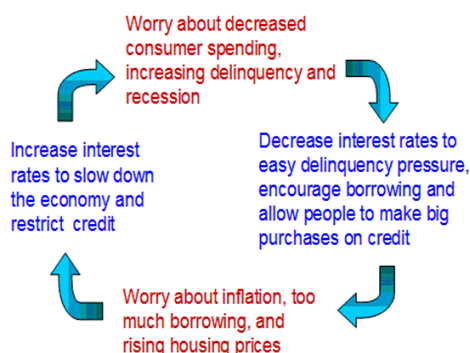 Worry about decreased
consumer spending,
increasing delinquency and
recession
Decrease interest rates to
easy delinquency pressure,
encourage borrowing and
allow people to make big
purchases on credit
Worry about inflation, too
much borrowing, and
rising housing prices
Increase interest
rates to slow down
the economy and
restrict credit